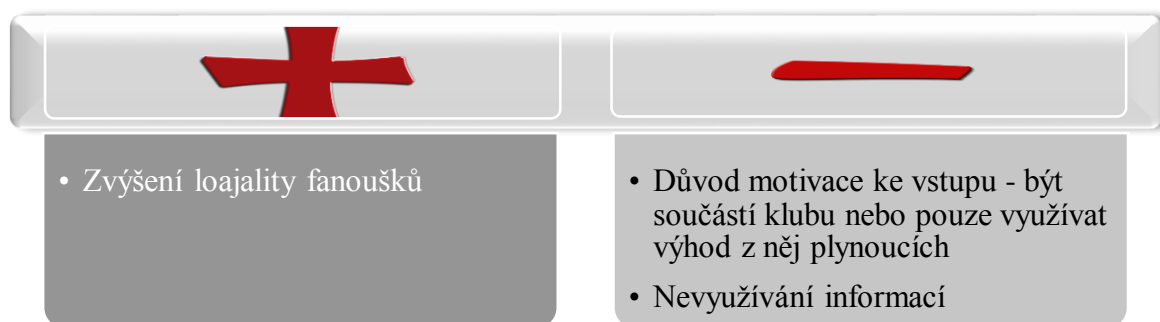 • Zvýšení loajality fanoušků
• Důvod motivace ke vstupu - být
součástí klubu nebo pouze využívat
výhod z něj plynoucích
• Nevyužívání informací